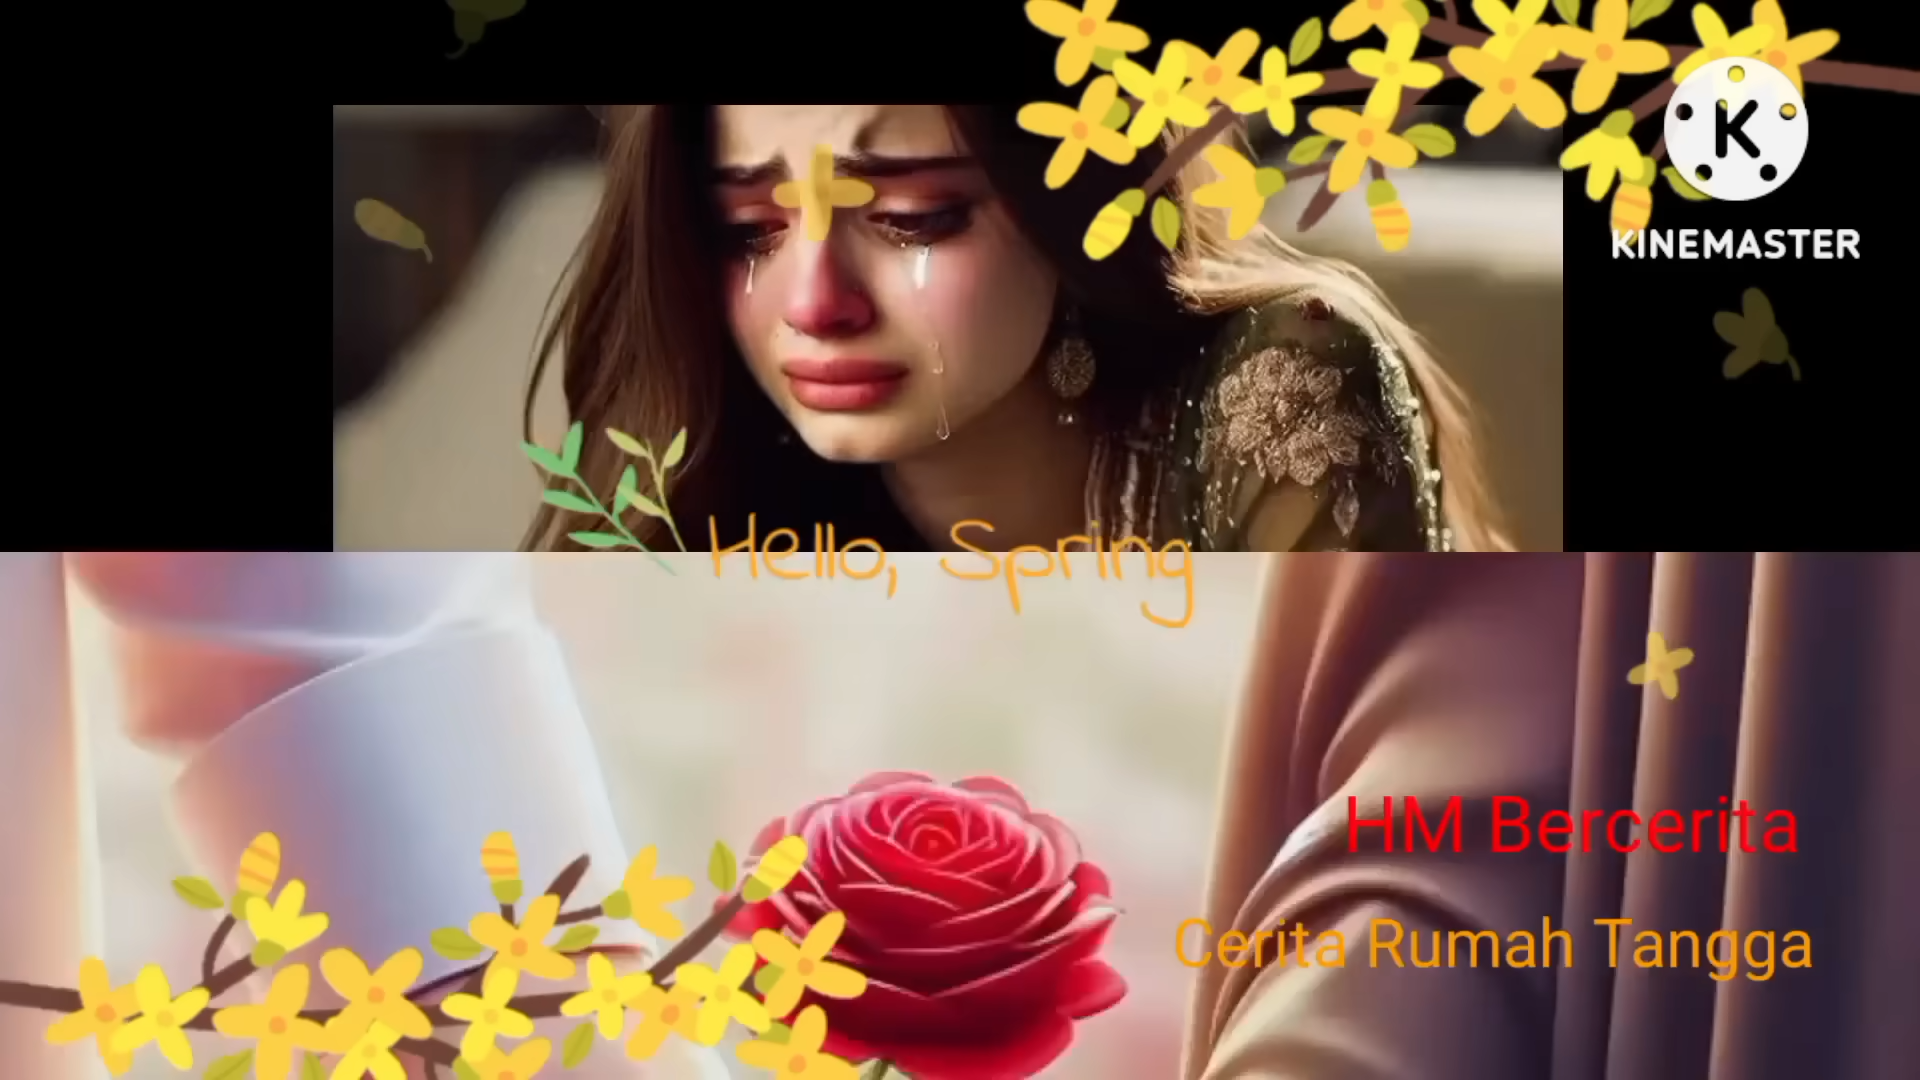 K
KINEMASTER
Hello, Spring
HM Bercerita
Cerita Rumah Tangga